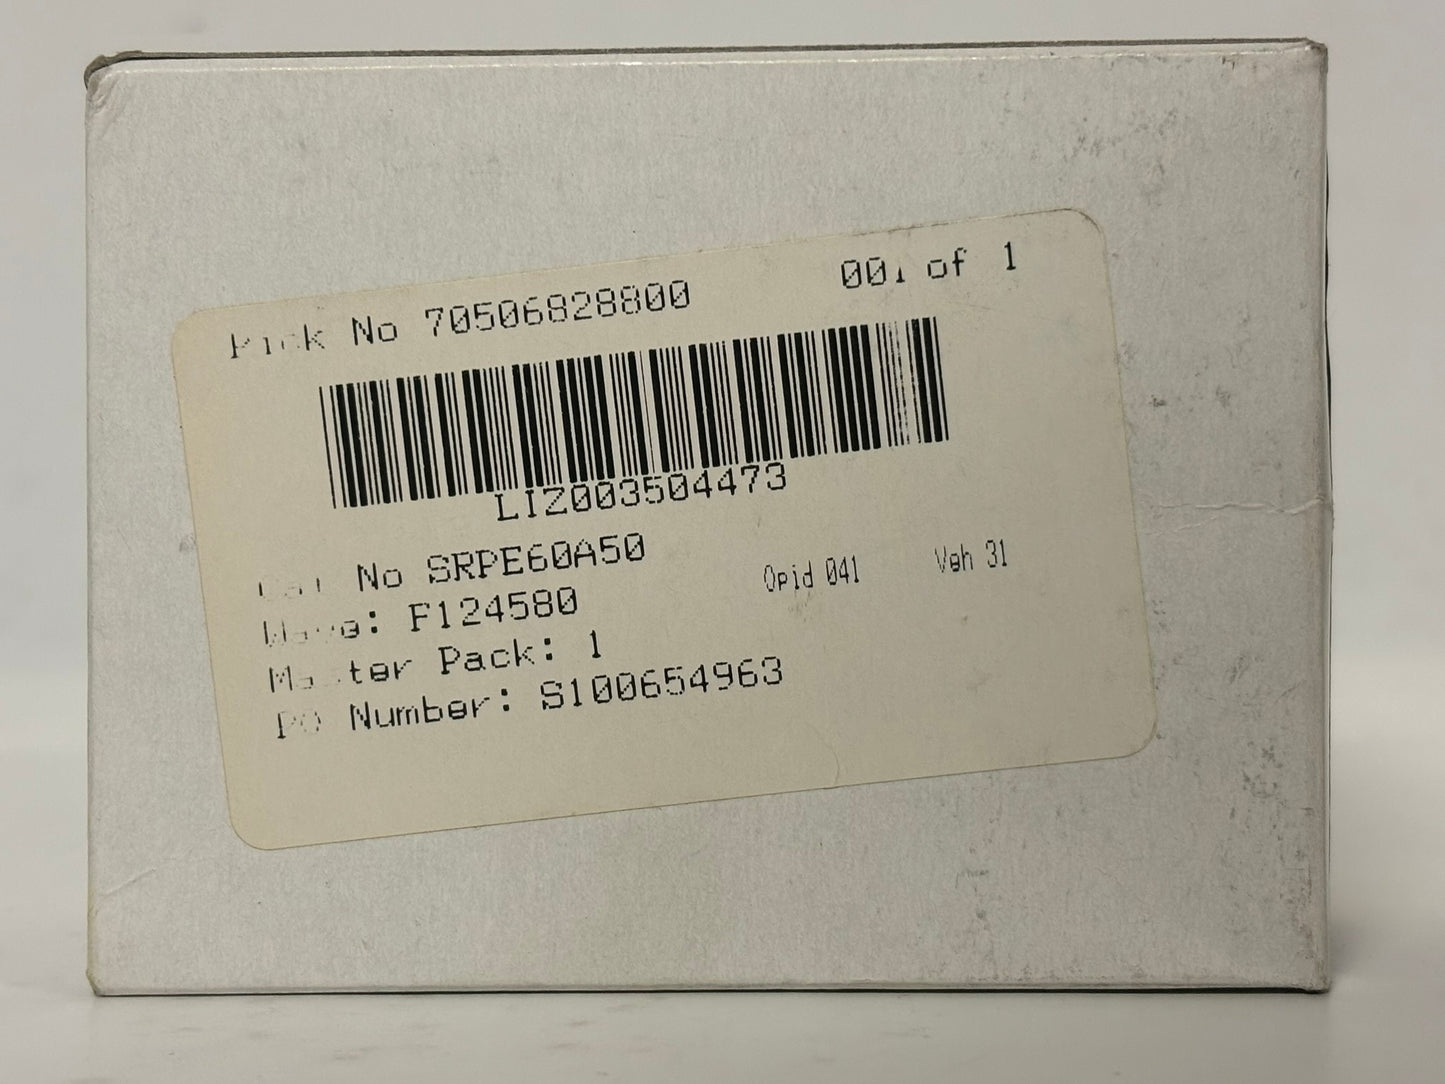 Pick No 70506828800 001 of 1
LIZ003504473
Cat No SRPE60A50 Opid 041 Veh 31
Wave: F124580
Master Pack: 1
PO Number: S100654963